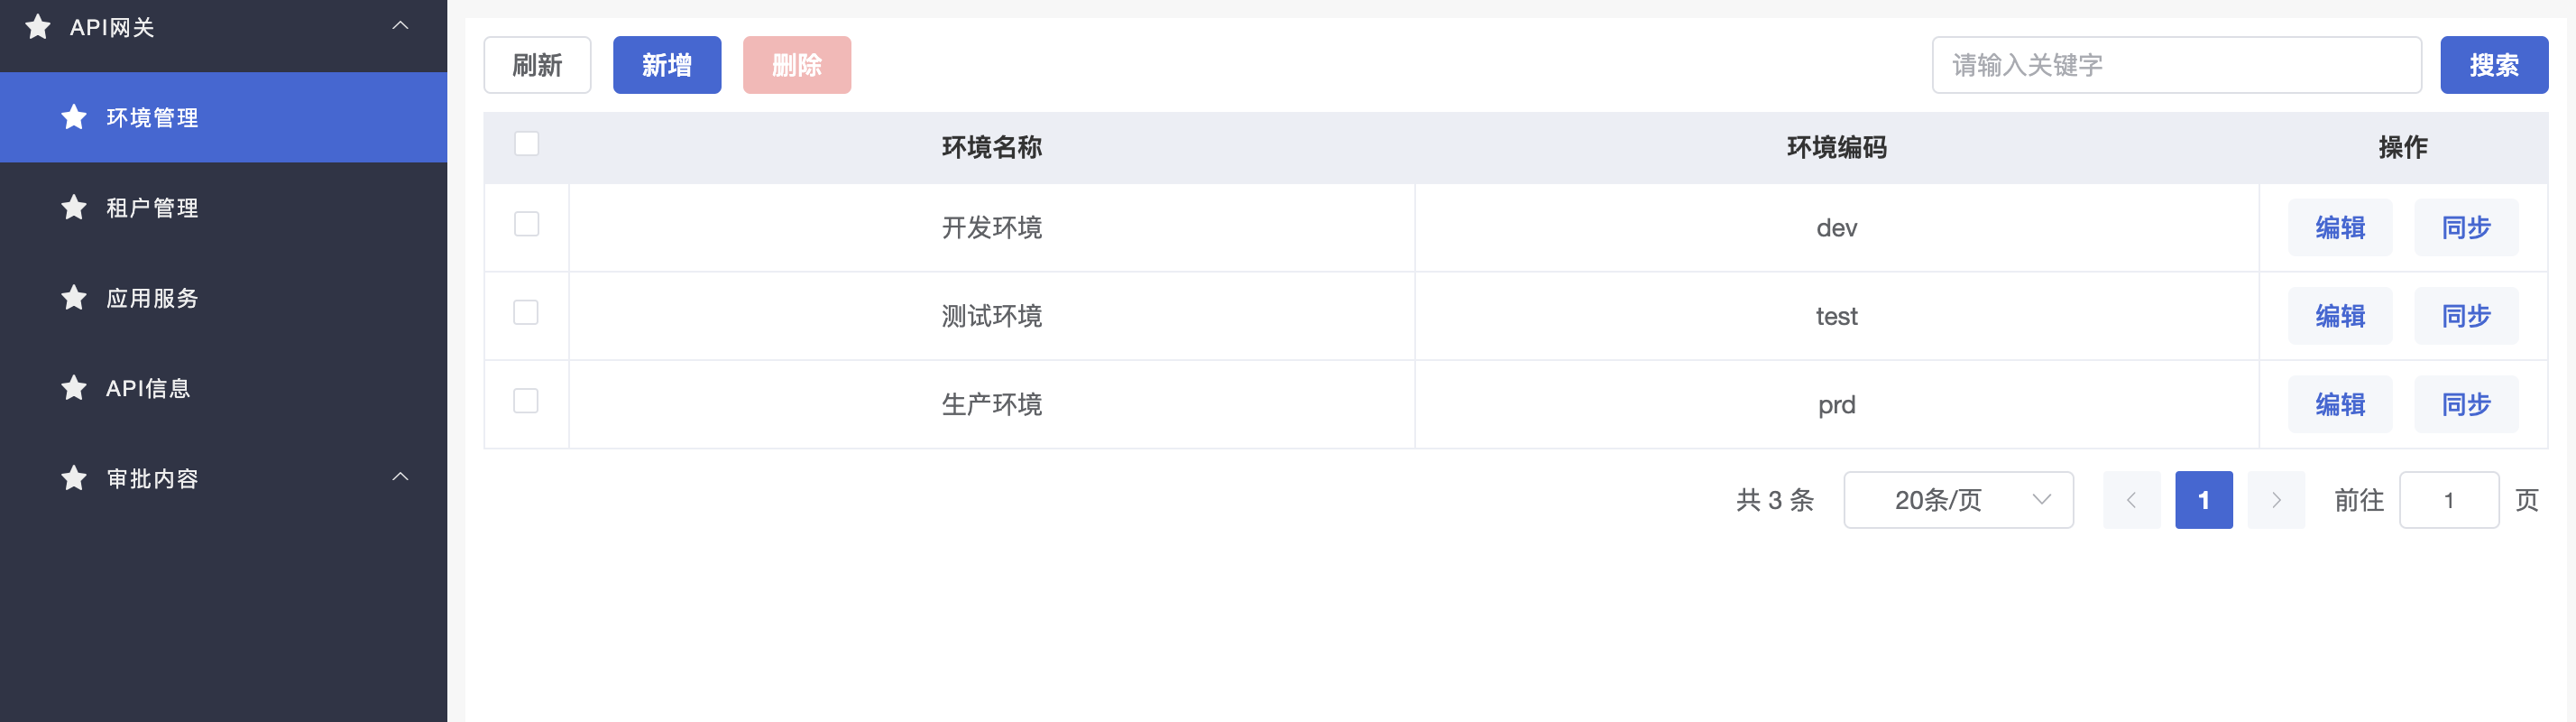 API网关
环境管理
租户管理
应用服务
API信息
审批内容
刷新 新增 删除 请输入关键字 搜索
环境名称 环境编码 操作
开发环境 dev 编辑 同步
测试环境 test 编辑 同步
生产环境 prd 编辑 同步
共 3 条 20条/页 1 前往 1 页